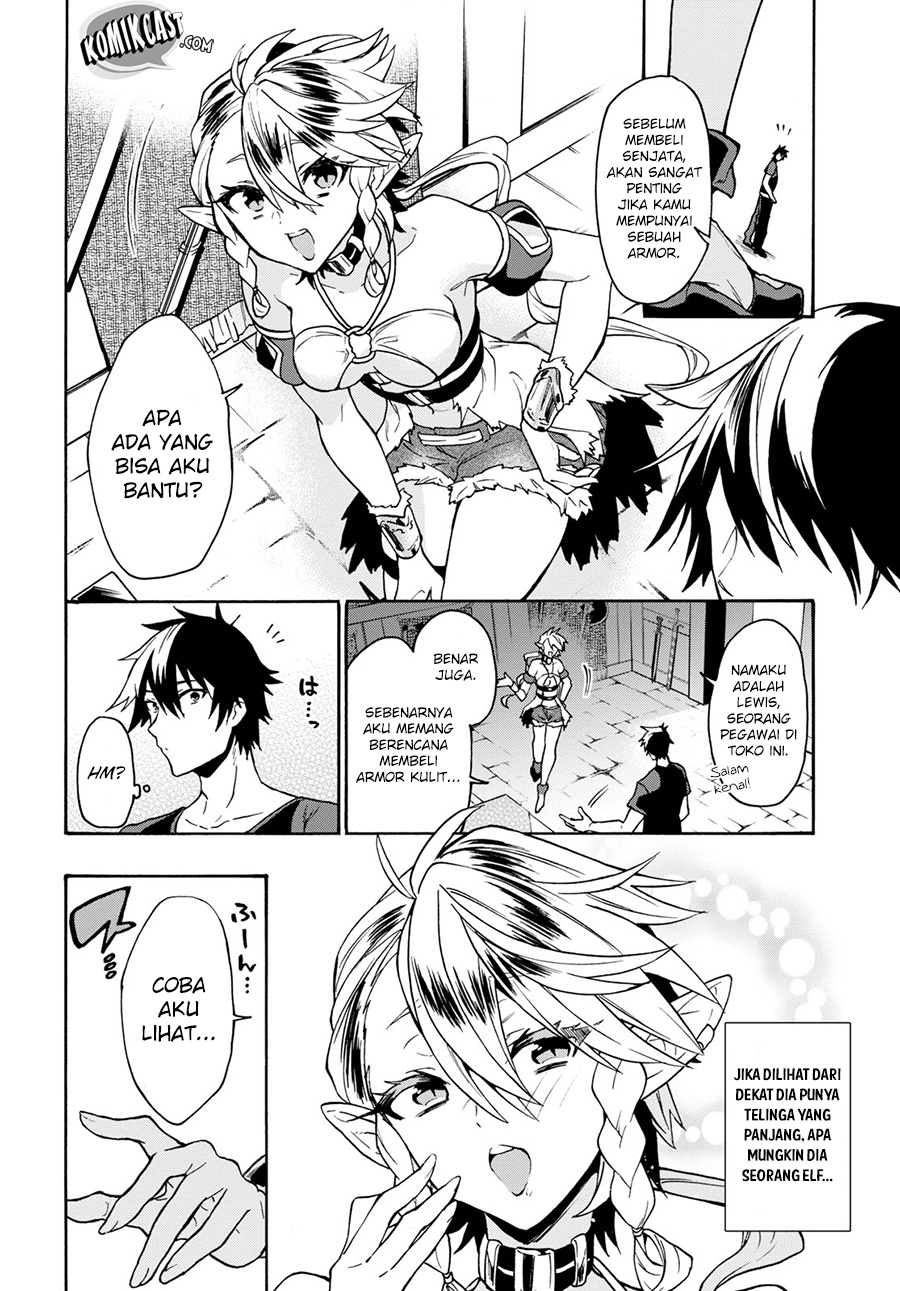 KOMIKCAST.COM
SEBELUM
MEMBELI
SENJATA,
AKAN SANGAT
PENTING
JIKA KAMU
MEMPUNYAI
SEBUAH
ARMOR.
APA
ADA YANG
BISA AKU
BANTU?
NAMAKU
ADALAH
LEWIS,
SEORANG
PEGAWAI DI
TOKO INI.
Salam
kenal!
BENAR
JUGA.
SEBENARNYA
AKU MEMANG
BERENCANA
MEMBELI
ARMOR KULIT...
は…っ
HM?
JIKA DILIHAT DARI
DEKAT DIA PUNYA
TELINGA YANG
PANJANG, APA
MUNGKIN DIA
SEORANG ELF...
ふーん…
COBA
AKU
LIHAT...